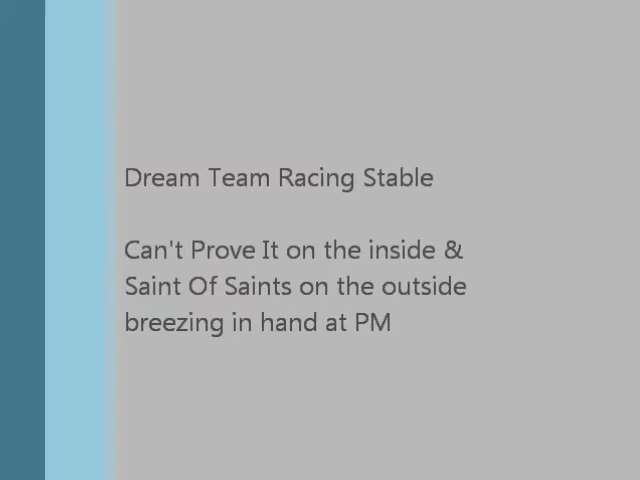 Dream Team Racing Stable
Can't Prove It on the inside &
Saint Of Saints on the outside
breezing in hand at PM